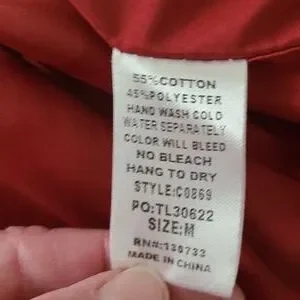 55%COTTON
45%POLYESTER
HAND WASH COLD
WATER SEPARATELY
COLOR WILL BLEED
NO BLEACH
HANG TO DRY
STYLE:C0869
PO:TL30622
SIZE:M
RN#:130733
MADE IN CHINA